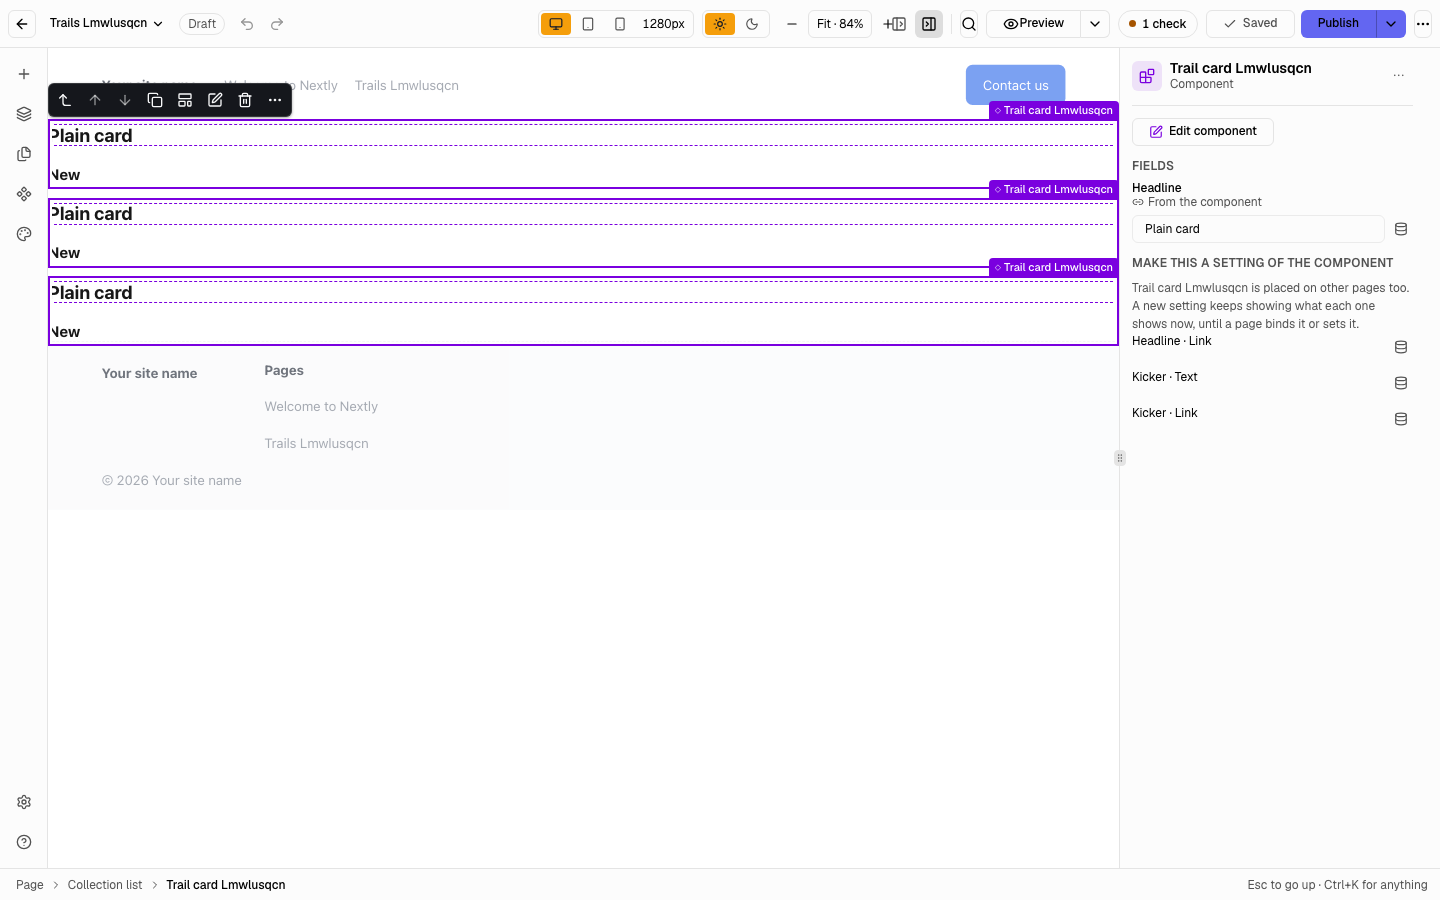 Trails Lmwlusqcn
Draft
1280px
Fit · 84%
Preview
1 check
Saved
Publish
to Nextly
Trails Lmwlusqcn
Contact us
Trail card Lmwlusqcn
Plain card
New
Trail card Lmwlusqcn
Plain card
New
Trail card Lmwlusqcn
Plain card
New
Your site name
Pages
Welcome to Nextly
Trails Lmwlusqcn
© 2026 Your site name
Trail card Lmwlusqcn
Component
Edit component
FIELDS
Headline
From the component
Plain card
MAKE THIS A SETTING OF THE COMPONENT
Trail card Lmwlusqcn is placed on other pages too.
A new setting keeps showing what each one
shows now, until a page binds it or sets it.
Headline · Link
Kicker · Text
Kicker · Link
Page
Collection list
Trail card Lmwlusqcn
Esc to go up · Ctrl+K for anything